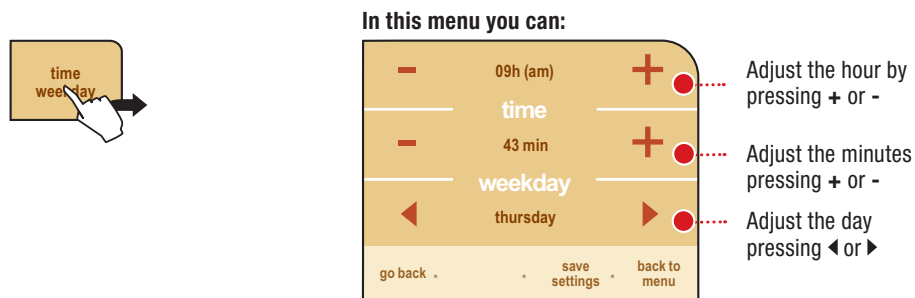 In this menu you can:
time
weekday
− 09h (am) +
time
− 43 min +
weekday
◀ thursday ▶
go back • • save settings • back to menu
Adjust the hour by
pressing + or -
Adjust the minutes
pressing + or -
Adjust the day
pressing ◀ or ▶